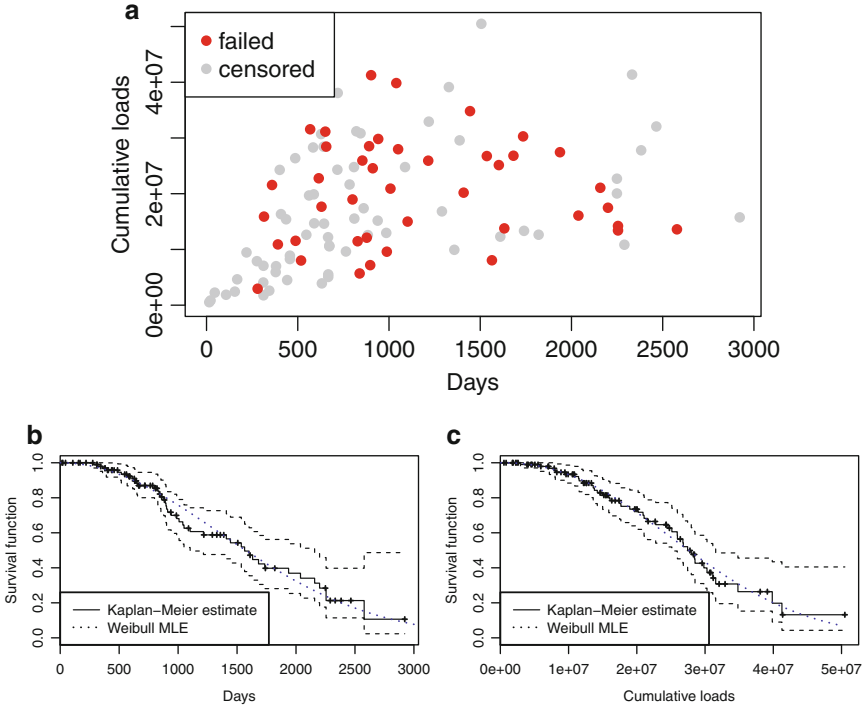 a
failed
censored
Cumulative loads
0e+00 2e+07 4e+07
0 500 1000 1500 2000 2500 3000
Days
b
Survival function
0.0 0.2 0.4 0.6 0.8 1.0
Kaplan−Meier estimate
Weibull MLE
0 500 1000 1500 2000 2500 3000
Days
c
Survival function
0.0 0.2 0.4 0.6 0.8 1.0
Kaplan−Meier estimate
Weibull MLE
0e+00 1e+07 2e+07 3e+07 4e+07 5e+07
Cumulative loads